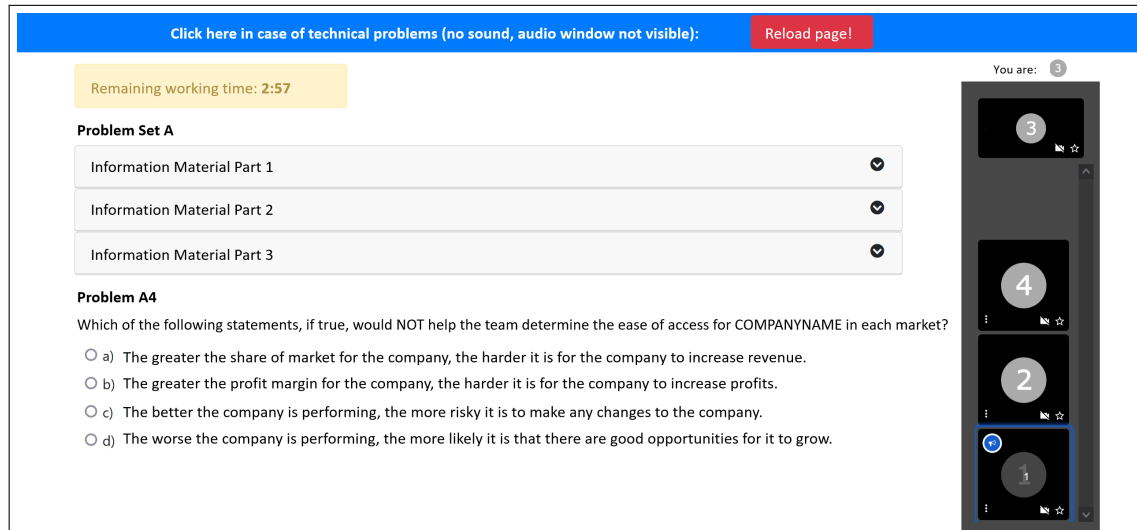 Click here in case of technical problems (no sound, audio window not visible): Reload page!
You are: 3
Remaining working time: 2:57
3
Problem Set A
Information Material Part 1
Information Material Part 2
Information Material Part 3
4
Problem A4
Which of the following statements, if true, would NOT help the team determine the ease of access for COMPANYNAME in each market?
a) The greater the share of market for the company, the harder it is for the company to increase revenue.
b) The greater the profit margin for the company, the harder it is for the company to increase profits.
2
c) The better the company is performing, the more risky it is to make any changes to the company.
d) The worse the company is performing, the more likely it is that there are good opportunities for it to grow.
1
1